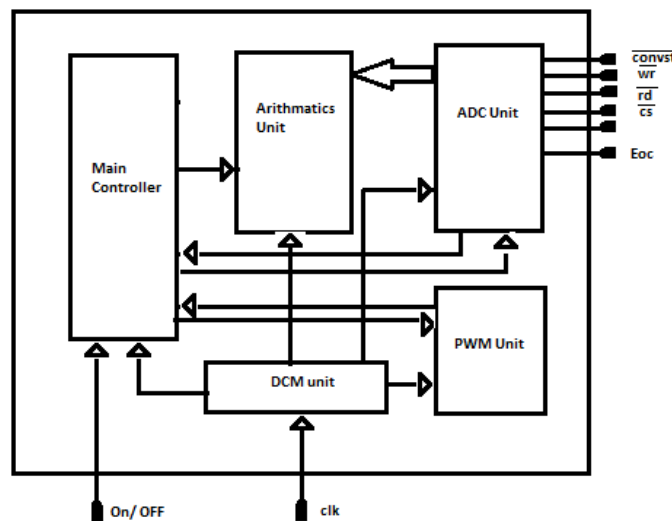 convst
wr
rd
cs
Eoc
Arithmatics
Unit
ADC Unit
Main
Controller
PWM Unit
DCM unit
On/ OFF
clk